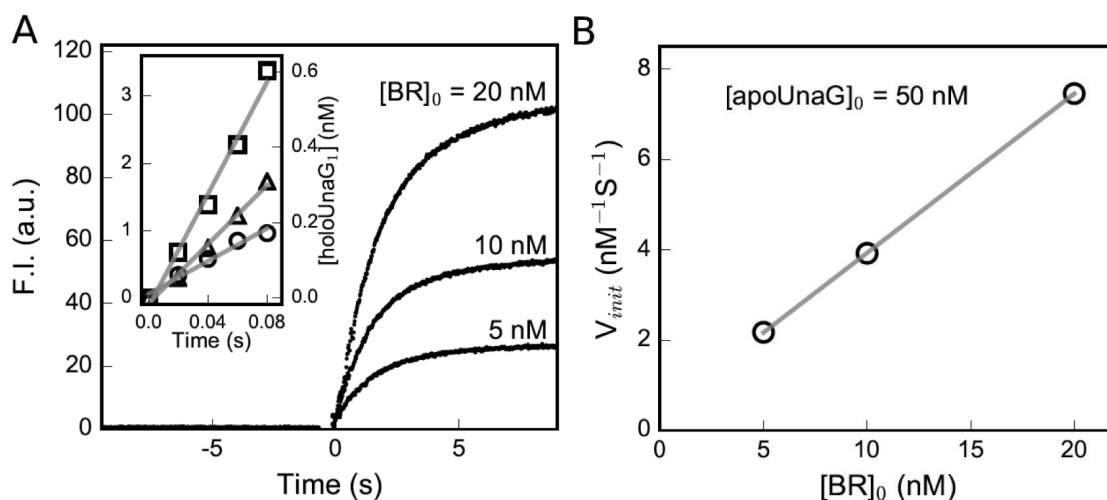 A
120
100
80
60
40
20
0
F.I. (a.u.)
-5
0
5
Time (s)
3
2
1
0
0.0
0.04
0.08
Time (s)
0.6
0.4
0.2
0.0
[holoUnaG₁] (nM)
[BR]₀ = 20 nM
10 nM
5 nM
B
8
6
4
2
0
V_init (nM⁻¹S⁻¹)
[apoUnaG]₀ = 50 nM
0
5
10
15
20
[BR]₀ (nM)